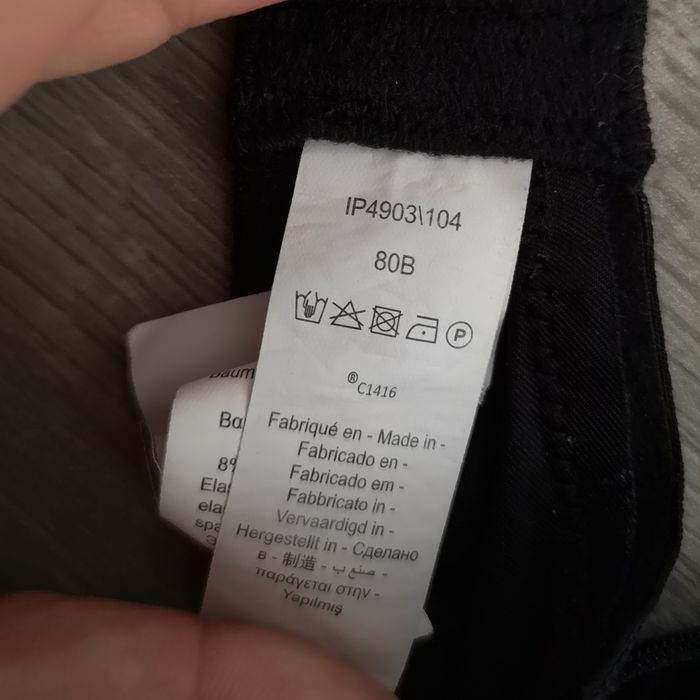 IP4903\104
80B
P
®C1416
Fabriqué en - Made in -
Fabricado en -
Fabricado em -
Fabbricato in -
Vervaardigd in -
Hergestellt in - Сделано
в - 制造 - صنع ب -
παράγεται στην -
Yapılmış
8%